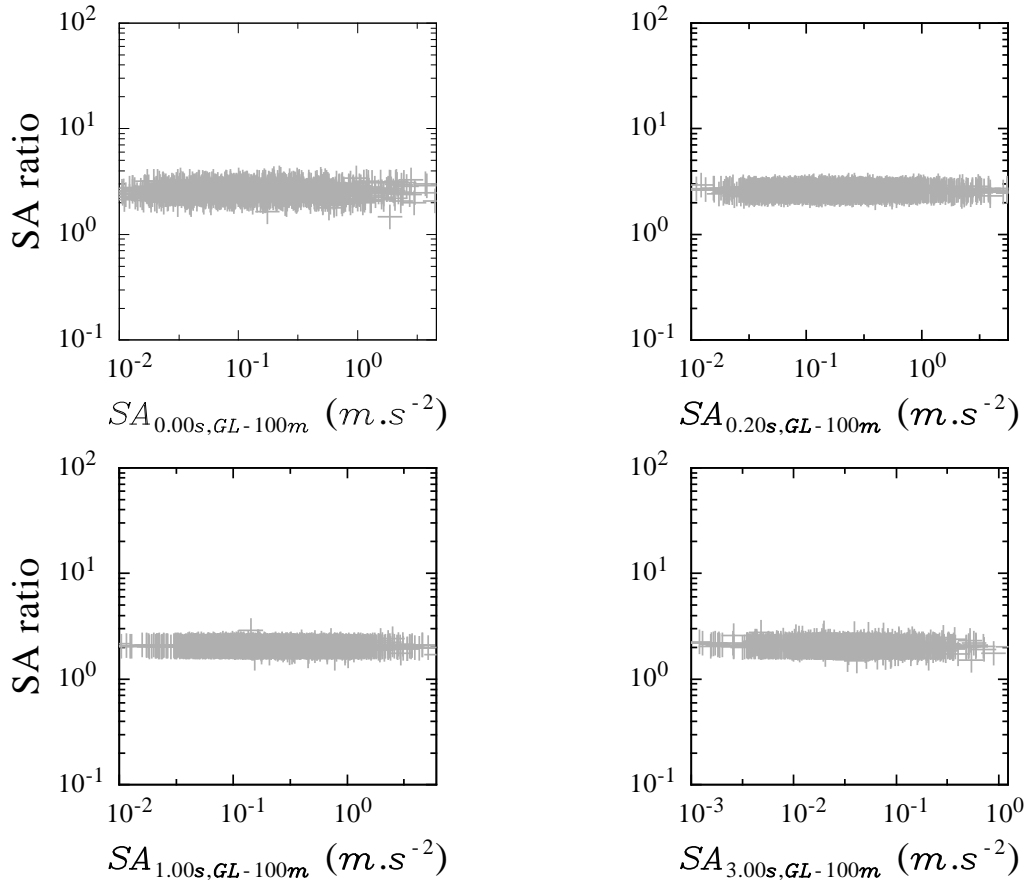 10^2
10^1
10^0
10^-1
SA ratio
10^-2 10^-1 10^0
SA_0.00s,GL-100m (m.s^-2)
10^2
10^1
10^0
10^-1
10^-2 10^-1 10^0
SA_0.20s,GL-100m (m.s^-2)
10^2
10^1
10^0
10^-1
SA ratio
10^-2 10^-1 10^0
SA_1.00s,GL-100m (m.s^-2)
10^2
10^1
10^0
10^-1
10^-3 10^-2 10^-1 10^0
SA_3.00s,GL-100m (m.s^-2)